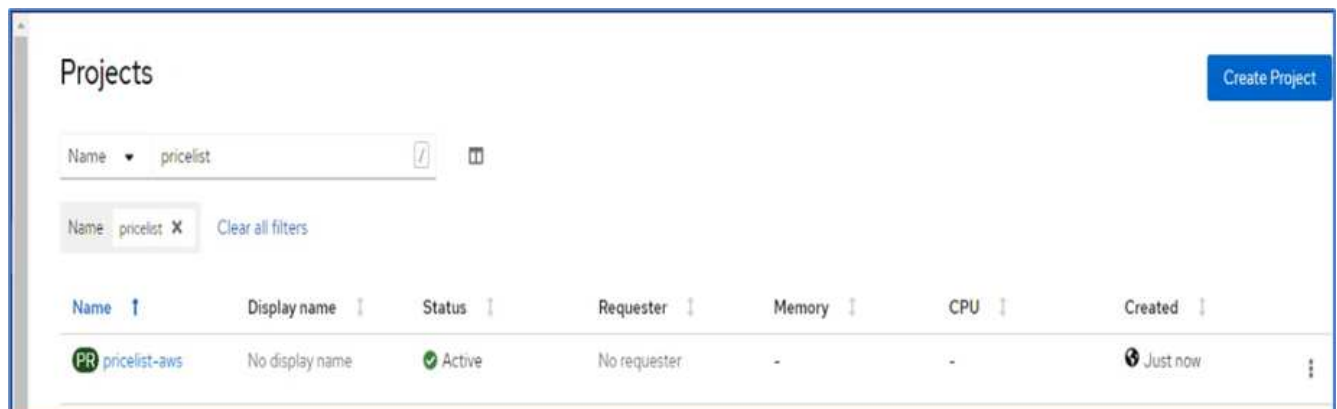 Projects
Create Project
Name pricelist /
Name pricelist X Clear all filters
Name Display name Status Requester Memory CPU Created
PR pricelist-aws No display name Active No requester - - Just now